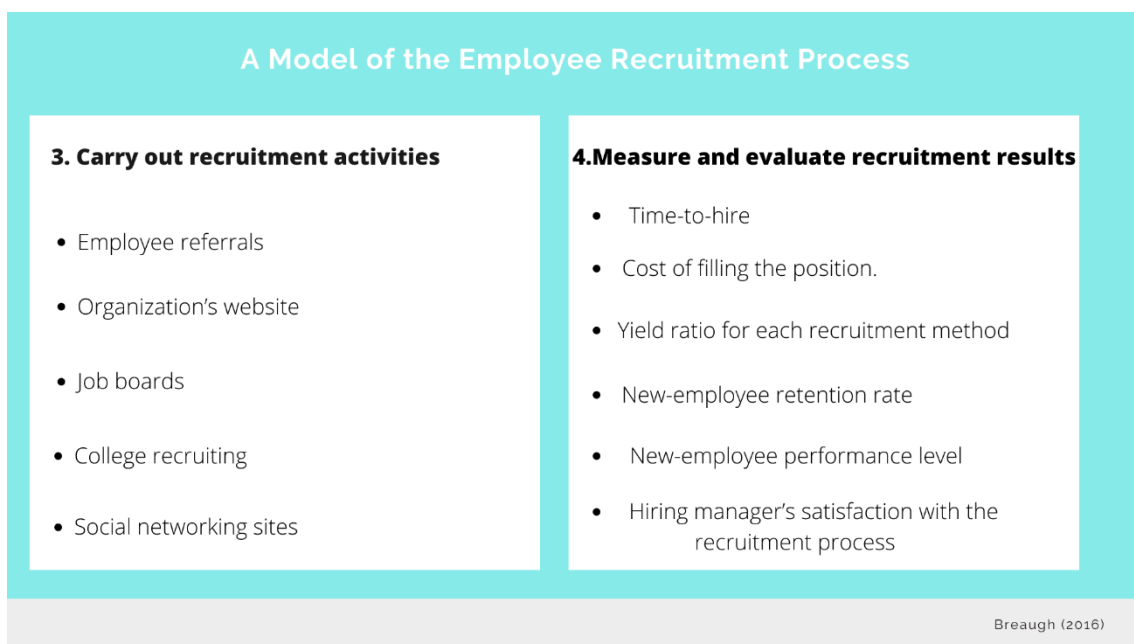 A Model of the Employee Recruitment Process
3. Carry out recruitment activities
• Employee referrals
• Organization’s website
• Job boards
• College recruiting
• Social networking sites
4.Measure and evaluate recruitment results
• Time-to-hire
• Cost of filling the position.
• Yield ratio for each recruitment method
• New-employee retention rate
• New-employee performance level
• Hiring manager’s satisfaction with the
recruitment process
Breaugh (2016)